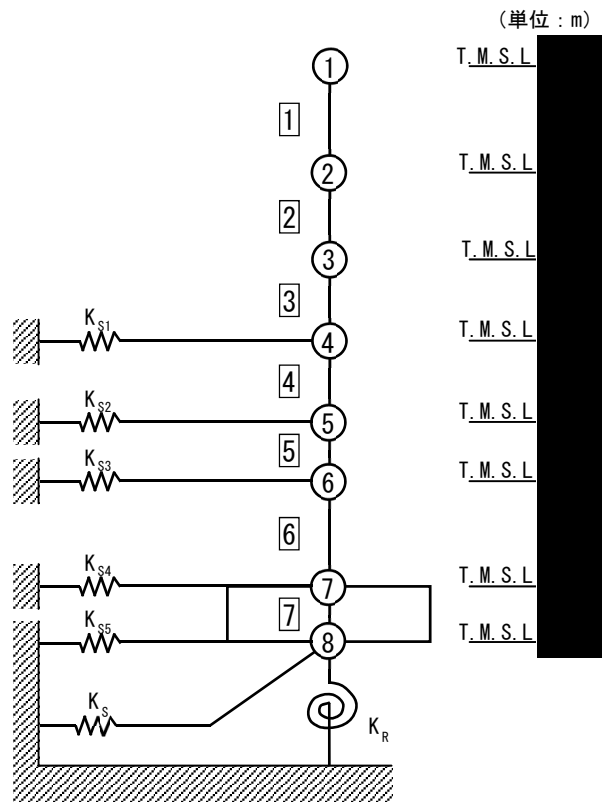 (単位：m)
① T.M.S.L
1
② T.M.S.L
2
③ T.M.S.L
3
K_S1 ④ T.M.S.L
4
K_S2 ⑤ T.M.S.L
5
K_S3 ⑥ T.M.S.L
6
K_S4 ⑦ T.M.S.L
7
K_S5 ⑧ T.M.S.L
K_S
K_R